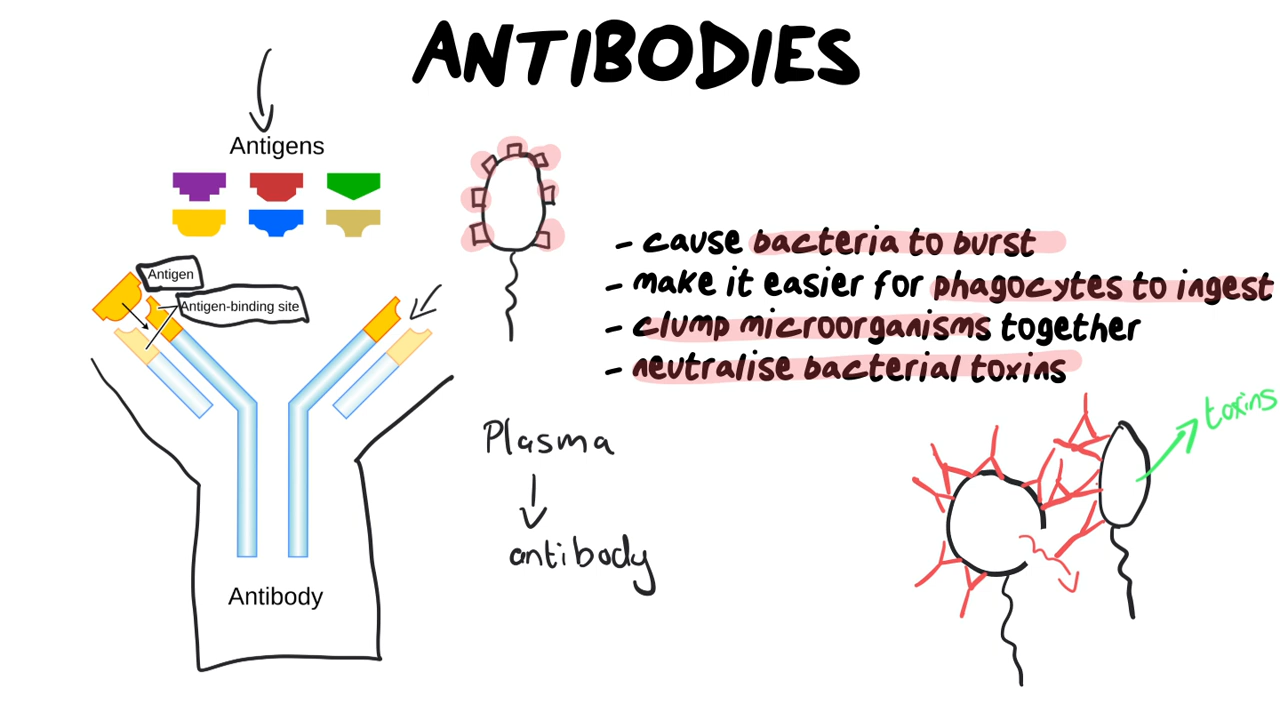 ANTIBODIES
Antigens
Antigen
Antigen-binding site
Antibody
- cause bacteria to burst
- make it easier for phagocytes to ingest
- clump microorganisms together
- neutralise bacterial toxins
Plasma
antibody
toxins